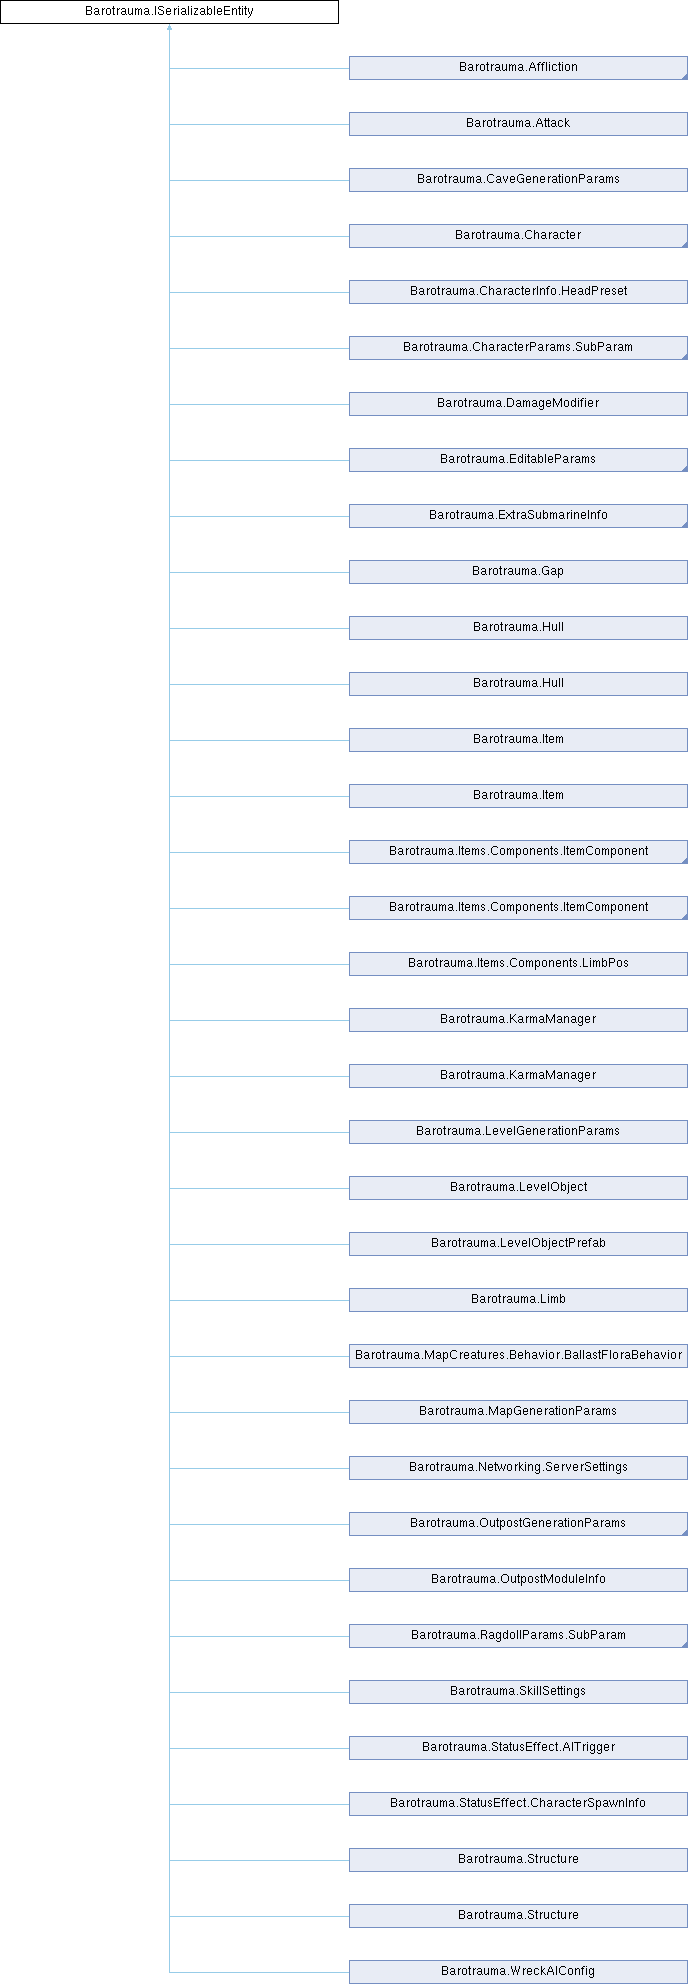 Barotrauma.ISerializableEntity
Barotrauma.Affliction
Barotrauma.Attack
Barotrauma.CaveGenerationParams
Barotrauma.Character
Barotrauma.CharacterInfo.HeadPreset
Barotrauma.CharacterParams.SubParam
Barotrauma.DamageModifier
Barotrauma.EditableParams
Barotrauma.ExtraSubmarineInfo
Barotrauma.Gap
Barotrauma.Hull
Barotrauma.Hull
Barotrauma.Item
Barotrauma.Item
Barotrauma.Items.Components.ItemComponent
Barotrauma.Items.Components.ItemComponent
Barotrauma.Items.Components.LimbPos
Barotrauma.KarmaManager
Barotrauma.KarmaManager
Barotrauma.LevelGenerationParams
Barotrauma.LevelObject
Barotrauma.LevelObjectPrefab
Barotrauma.Limb
Barotrauma.MapCreatures.Behavior.BallastFloraBehavior
Barotrauma.MapGenerationParams
Barotrauma.Networking.ServerSettings
Barotrauma.OutpostGenerationParams
Barotrauma.OutpostModuleInfo
Barotrauma.RagdollParams.SubParam
Barotrauma.SkillSettings
Barotrauma.StatusEffect.AITrigger
Barotrauma.StatusEffect.CharacterSpawnInfo
Barotrauma.Structure
Barotrauma.Structure
Barotrauma.WreckAIConfig